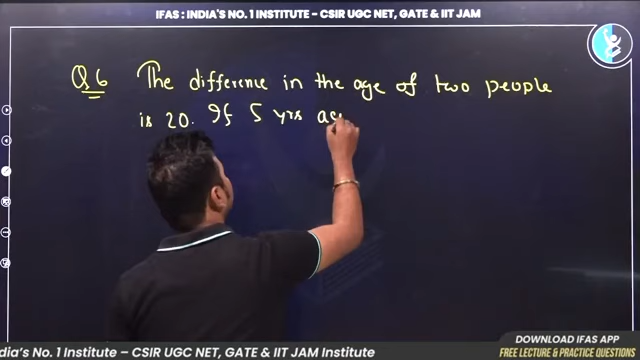 IFAS : INDIA'S NO. 1 INSTITUTE – CSIR UGC NET, GATE & IIT JAM
Q.6 The difference in the age of two people
is 20. If 5 yrs ag
DOWNLOAD IFAS APP
dia's No. 1 Institute – CSIR UGC NET, GATE & IIT JAM Institute
FREE LECTURE & PRACTICE QUESTIONS